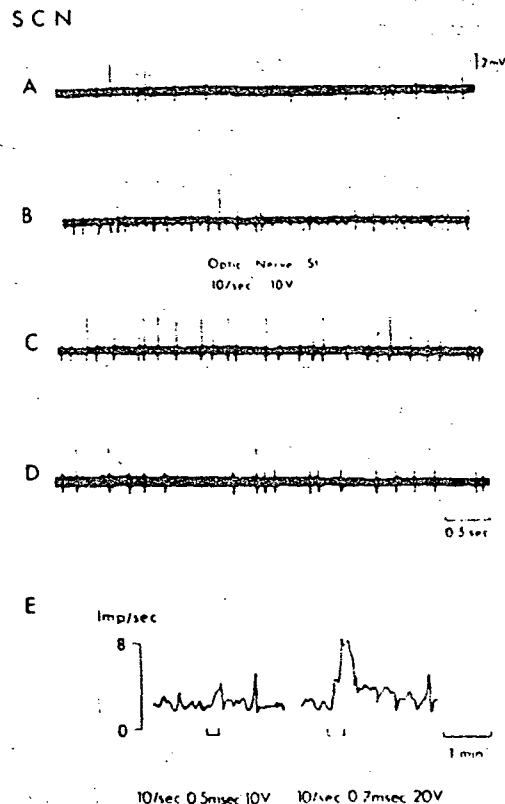 SCN
A
2mV
B
Optic Nerve St
10/sec 10V
C
D
0.5 sec
E
Imp/sec
8
0
1 min
10/sec 0.5msec 10V 10/sec 0.7msec 20V